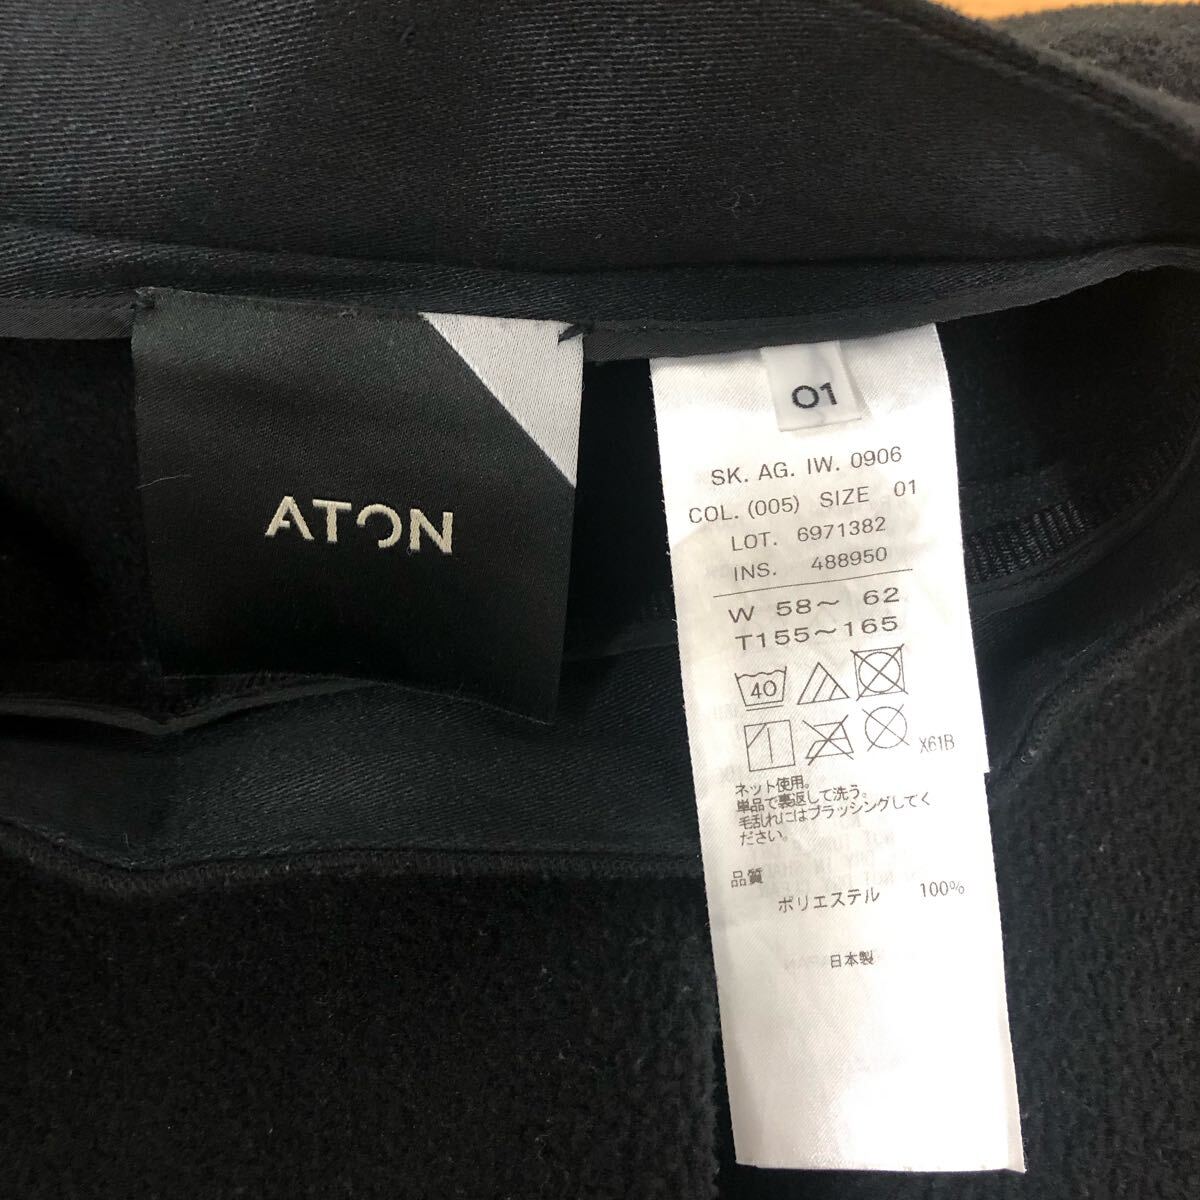 ATON
01
SK. AG. IW. 0906
COL. (005) SIZE 01
LOT. 6971382
INS. 488950
W 58〜 62
T155〜165
40
X61B
ネット使用。
単品で裏返して洗う。
毛乱れにはブラッシングしてく
ださい。
品質
ポリエステル 100%
日本製